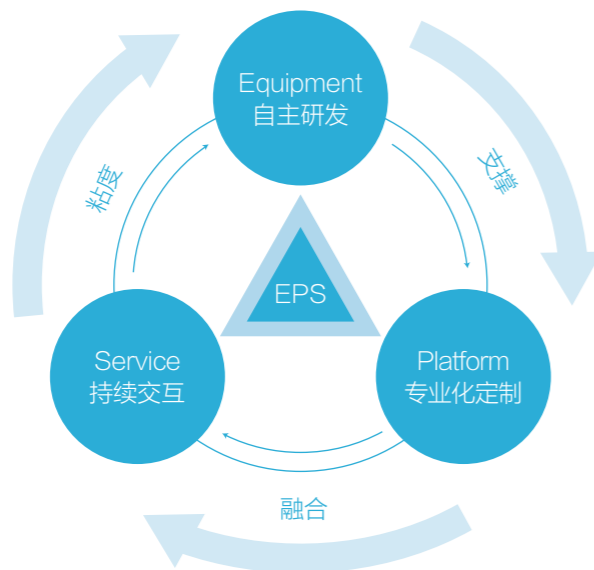 Equipment
自主研发
粘度
支撑
EPS
Service
持续交互
Platform
专业化定制
融合